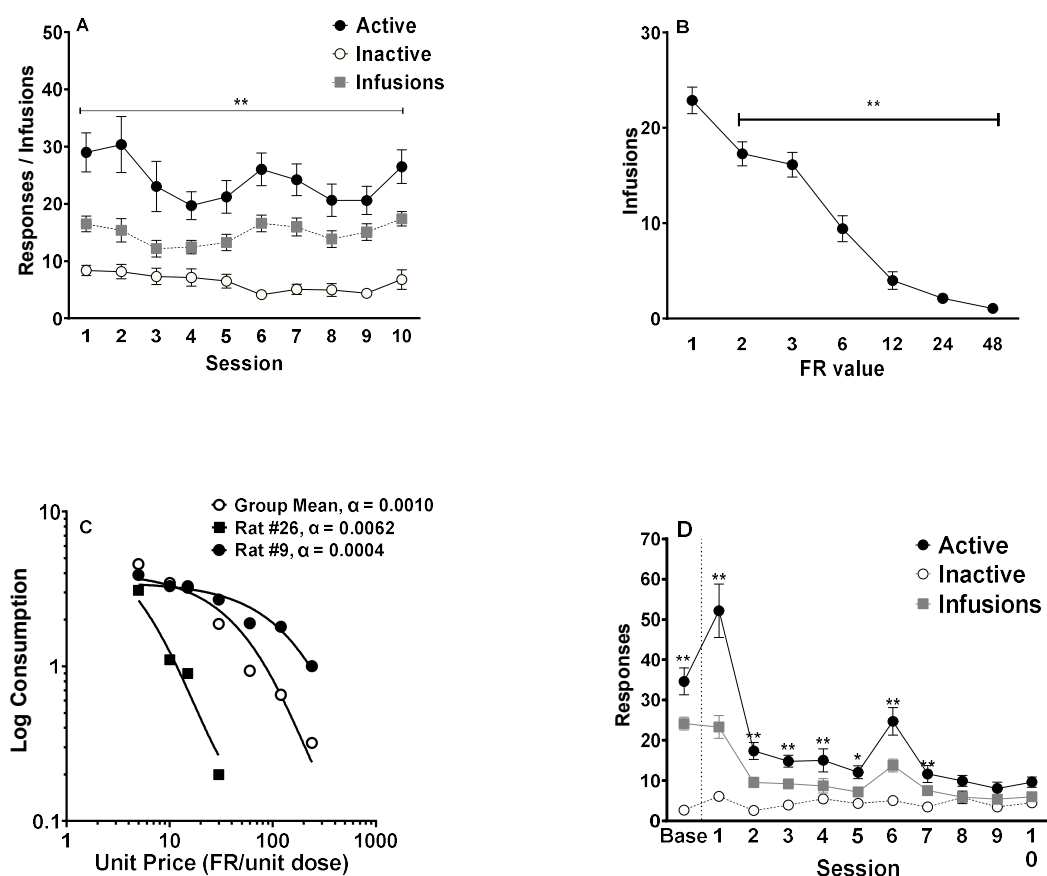 A
Active
Inactive
Infusions
**
50
40
30
20
10
0
Responses / Infusions
1 2 3 4 5 6 7 8 9 10
Session
B
**
30
20
10
0
Infusions
1 2 3 6 12 24 48
FR value
C
Group Mean, α = 0.0010
Rat #26, α = 0.0062
Rat #9, α = 0.0004
10
1
0.1
Log Consumption
1 10 100 1000
Unit Price (FR/unit dose)
D
Active
Inactive
Infusions
70
60
50
40
30
20
10
0
Responses
** ** ** ** ** * ** **
Base 1 2 3 4 5 6 7 8 9 1
0
Session